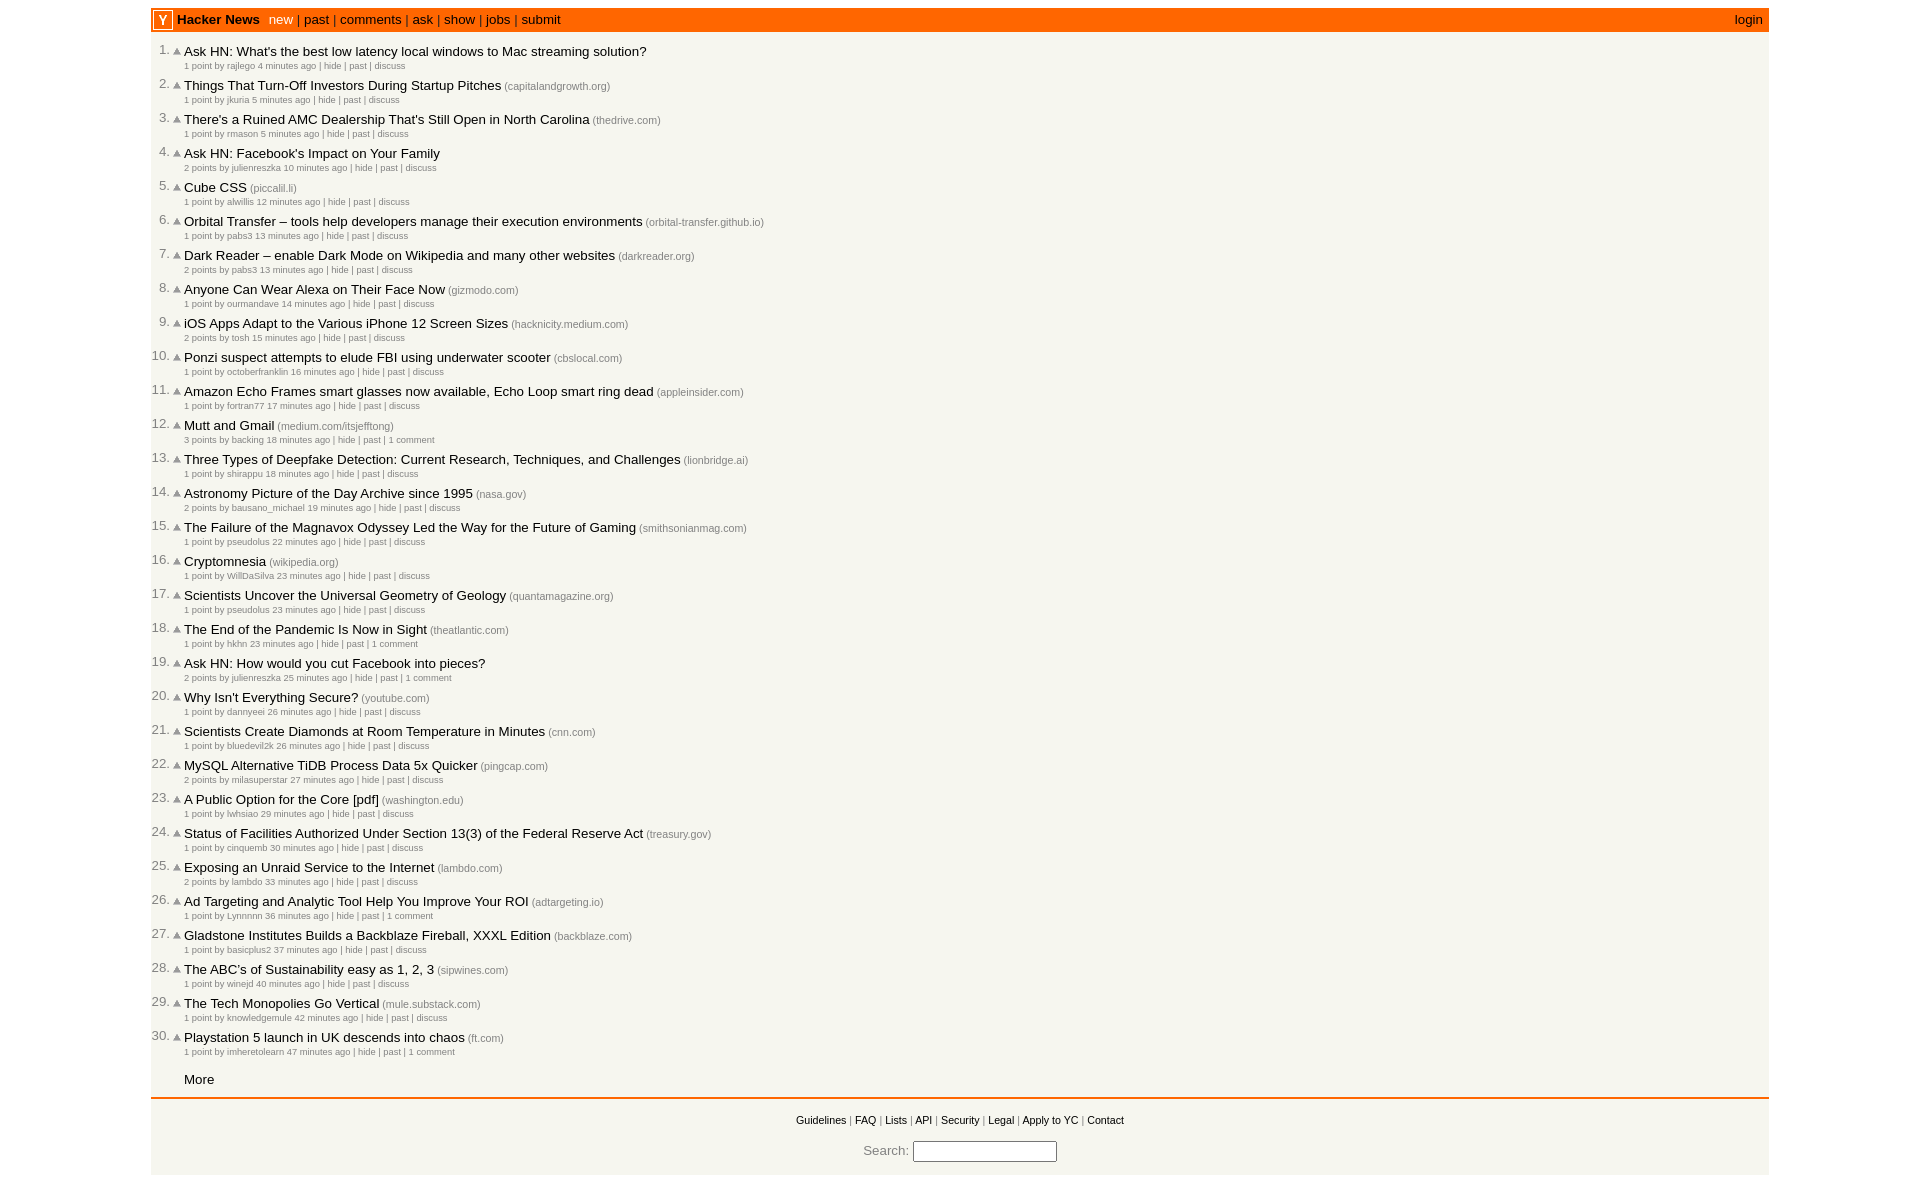 Y Hacker News new | past | comments | ask | show | jobs | submit login
1. Ask HN: What's the best low latency local windows to Mac streaming solution?
1 point by rajlego 4 minutes ago | hide | past | discuss
2. Things That Turn-Off Investors During Startup Pitches (capitalandgrowth.org)
1 point by jkuria 5 minutes ago | hide | past | discuss
3. There's a Ruined AMC Dealership That's Still Open in North Carolina (thedrive.com)
1 point by rmason 5 minutes ago | hide | past | discuss
4. Ask HN: Facebook's Impact on Your Family
2 points by julienreszka 10 minutes ago | hide | past | discuss
5. Cube CSS (piccalil.li)
1 point by alwillis 12 minutes ago | hide | past | discuss
6. Orbital Transfer – tools help developers manage their execution environments (orbital-transfer.github.io)
1 point by pabs3 13 minutes ago | hide | past | discuss
7. Dark Reader – enable Dark Mode on Wikipedia and many other websites (darkreader.org)
2 points by pabs3 13 minutes ago | hide | past | discuss
8. Anyone Can Wear Alexa on Their Face Now (gizmodo.com)
1 point by ourmandave 14 minutes ago | hide | past | discuss
9. iOS Apps Adapt to the Various iPhone 12 Screen Sizes (hacknicity.medium.com)
2 points by tosh 15 minutes ago | hide | past | discuss
10. Ponzi suspect attempts to elude FBI using underwater scooter (cbslocal.com)
1 point by octoberfranklin 16 minutes ago | hide | past | discuss
11. Amazon Echo Frames smart glasses now available, Echo Loop smart ring dead (appleinsider.com)
1 point by fortran77 17 minutes ago | hide | past | discuss
12. Mutt and Gmail (medium.com/itsjefftong)
3 points by backing 18 minutes ago | hide | past | 1 comment
13. Three Types of Deepfake Detection: Current Research, Techniques, and Challenges (lionbridge.ai)
1 point by shirappu 18 minutes ago | hide | past | discuss
14. Astronomy Picture of the Day Archive since 1995 (nasa.gov)
2 points by bausano_michael 19 minutes ago | hide | past | discuss
15. The Failure of the Magnavox Odyssey Led the Way for the Future of Gaming (smithsonianmag.com)
1 point by pseudolus 22 minutes ago | hide | past | discuss
16. Cryptomnesia (wikipedia.org)
1 point by WillDaSilva 23 minutes ago | hide | past | discuss
17. Scientists Uncover the Universal Geometry of Geology (quantamagazine.org)
1 point by pseudolus 23 minutes ago | hide | past | discuss
18. The End of the Pandemic Is Now in Sight (theatlantic.com)
1 point by hkhn 23 minutes ago | hide | past | 1 comment
19. Ask HN: How would you cut Facebook into pieces?
2 points by julienreszka 25 minutes ago | hide | past | 1 comment
20. Why Isn't Everything Secure? (youtube.com)
1 point by dannyeei 26 minutes ago | hide | past | discuss
21. Scientists Create Diamonds at Room Temperature in Minutes (cnn.com)
1 point by bluedevil2k 26 minutes ago | hide | past | discuss
22. MySQL Alternative TiDB Process Data 5x Quicker (pingcap.com)
2 points by milasuperstar 27 minutes ago | hide | past | discuss
23. A Public Option for the Core [pdf] (washington.edu)
1 point by lwhsiao 29 minutes ago | hide | past | discuss
24. Status of Facilities Authorized Under Section 13(3) of the Federal Reserve Act (treasury.gov)
1 point by cinquemb 30 minutes ago | hide | past | discuss
25. Exposing an Unraid Service to the Internet (lambdo.com)
2 points by lambdo 33 minutes ago | hide | past | discuss
26. Ad Targeting and Analytic Tool Help You Improve Your ROI (adtargeting.io)
1 point by Lynnnnn 36 minutes ago | hide | past | 1 comment
27. Gladstone Institutes Builds a Backblaze Fireball, XXXL Edition (backblaze.com)
1 point by basicplus2 37 minutes ago | hide | past | discuss
28. The ABC's of Sustainability easy as 1, 2, 3 (sipwines.com)
1 point by winejd 40 minutes ago | hide | past | discuss
29. The Tech Monopolies Go Vertical (mule.substack.com)
1 point by knowledgemule 42 minutes ago | hide | past | discuss
30. Playstation 5 launch in UK descends into chaos (ft.com)
1 point by imheretolearn 47 minutes ago | hide | past | 1 comment
More
Guidelines | FAQ | Lists | API | Security | Legal | Apply to YC | Contact
Search: